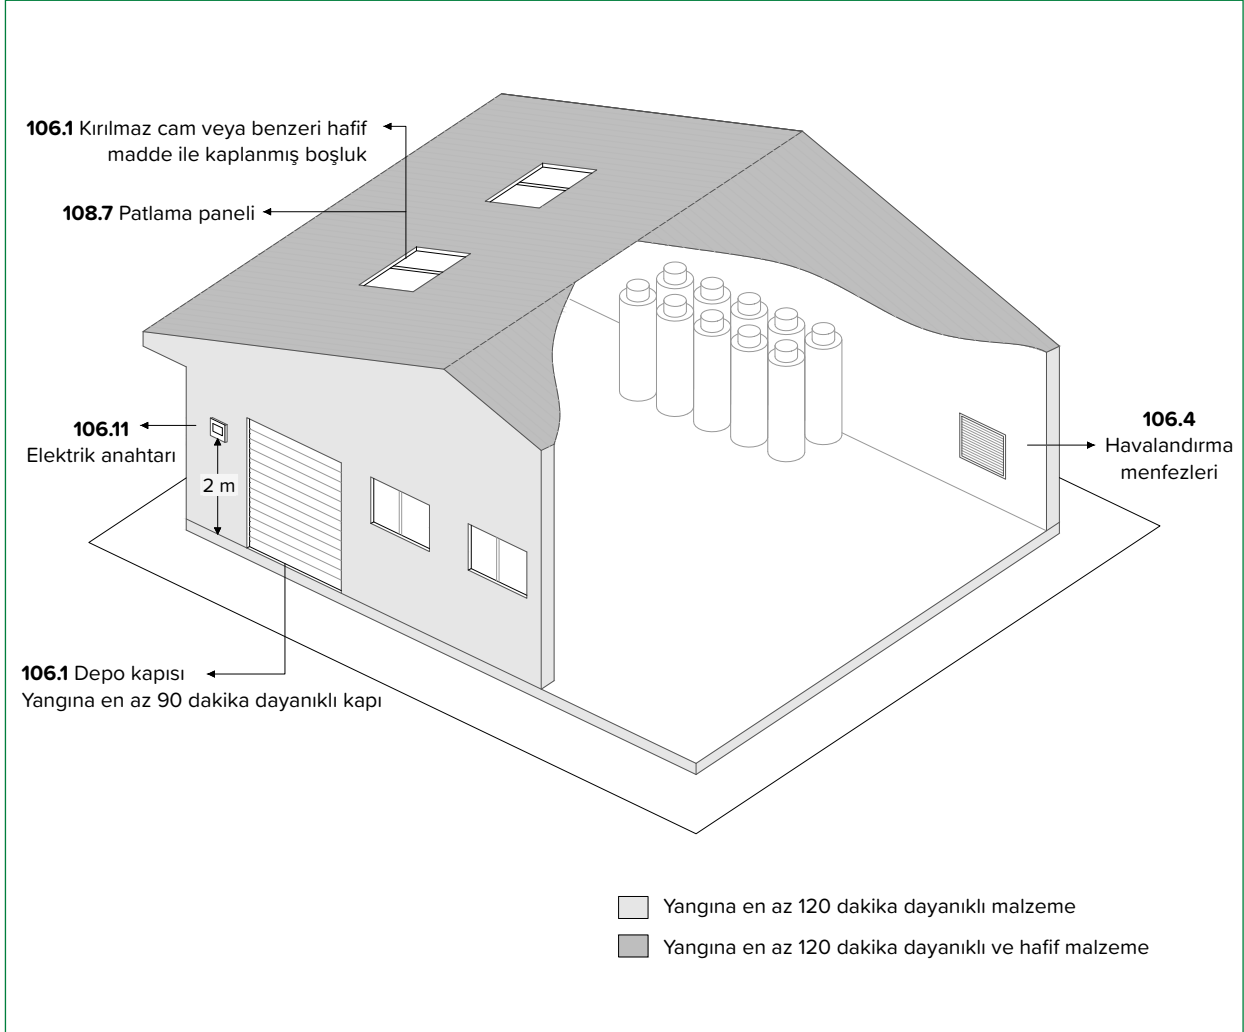 106.1 Kırılmaz cam veya benzeri hafif
madde ile kaplanmış boşluk
108.7 Patlama paneli
106.11
Elektrik anahtarı
2 m
106.4
Havalandırma
menfezleri
106.1 Depo kapısı
Yangına en az 90 dakika dayanıklı kapı
Yangına en az 120 dakika dayanıklı malzeme
Yangına en az 120 dakika dayanıklı ve hafif malzeme